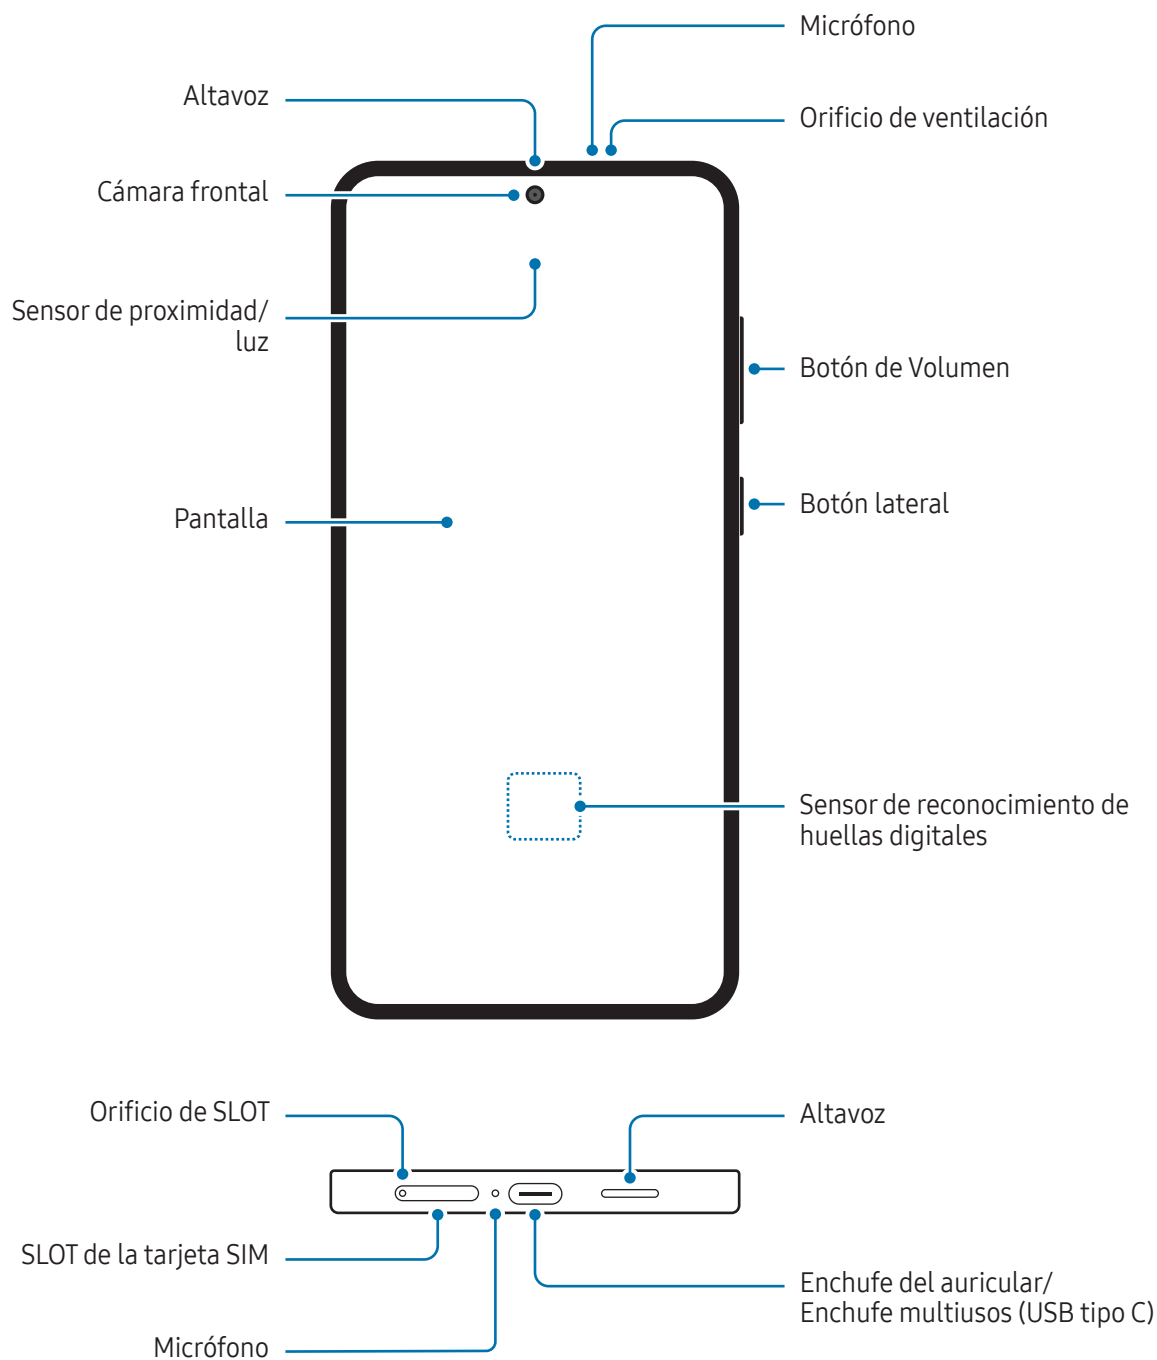 Micrófono
Altavoz
Orificio de ventilación
Cámara frontal
Sensor de proximidad/
luz
Botón de Volumen
Botón lateral
Pantalla
Sensor de reconocimiento de
huellas digitales
Orificio de SLOT
Altavoz
SLOT de la tarjeta SIM
Enchufe del auricular/
Enchufe multiusos (USB tipo C)
Micrófono